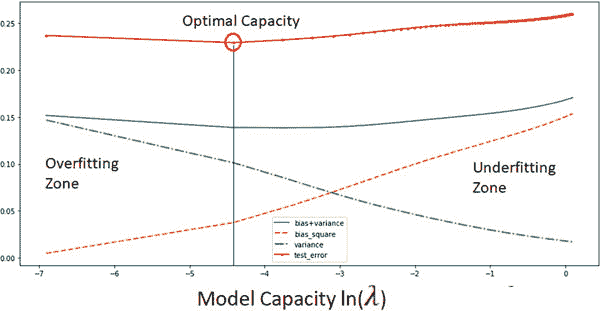 Optimal Capacity
0.25
0.20
0.15
0.10
0.05
0.00
Overfitting
Zone
Underfitting
Zone
bias+variance
bias_square
variance
test_error
-7 -6 -5 -4 -3 -2 -1 0
Model Capacity ln(λ)